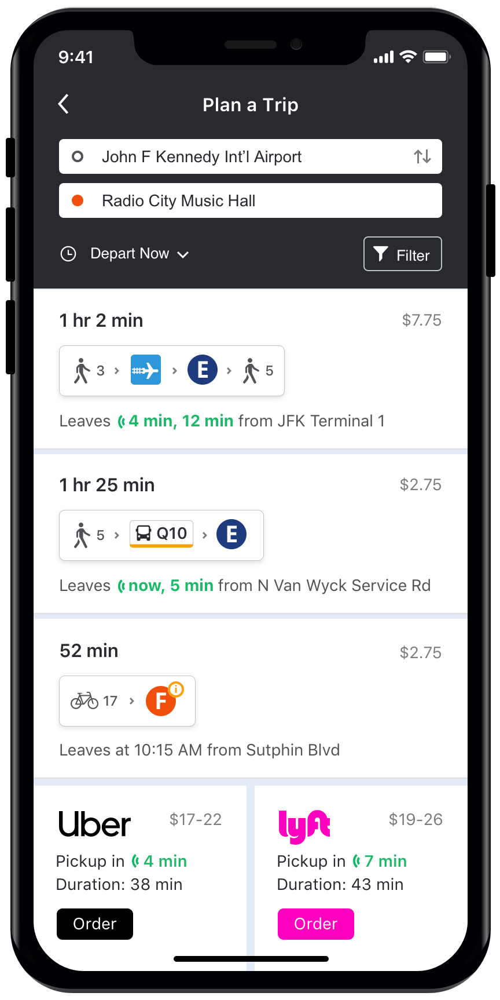 9:41
Plan a Trip
John F Kennedy Int’l Airport
Radio City Music Hall
Depart Now
Filter
1 hr 2 min $7.75
3 E 5
Leaves 4 min, 12 min from JFK Terminal 1
1 hr 25 min $2.75
5 Q10 E
Leaves now, 5 min from N Van Wyck Service Rd
52 min $2.75
17 F i
Leaves at 10:15 AM from Sutphin Blvd
Uber $17-22
Pickup in 4 min
Duration: 38 min
Order
lyft $19-26
Pickup in 7 min
Duration: 43 min
Order